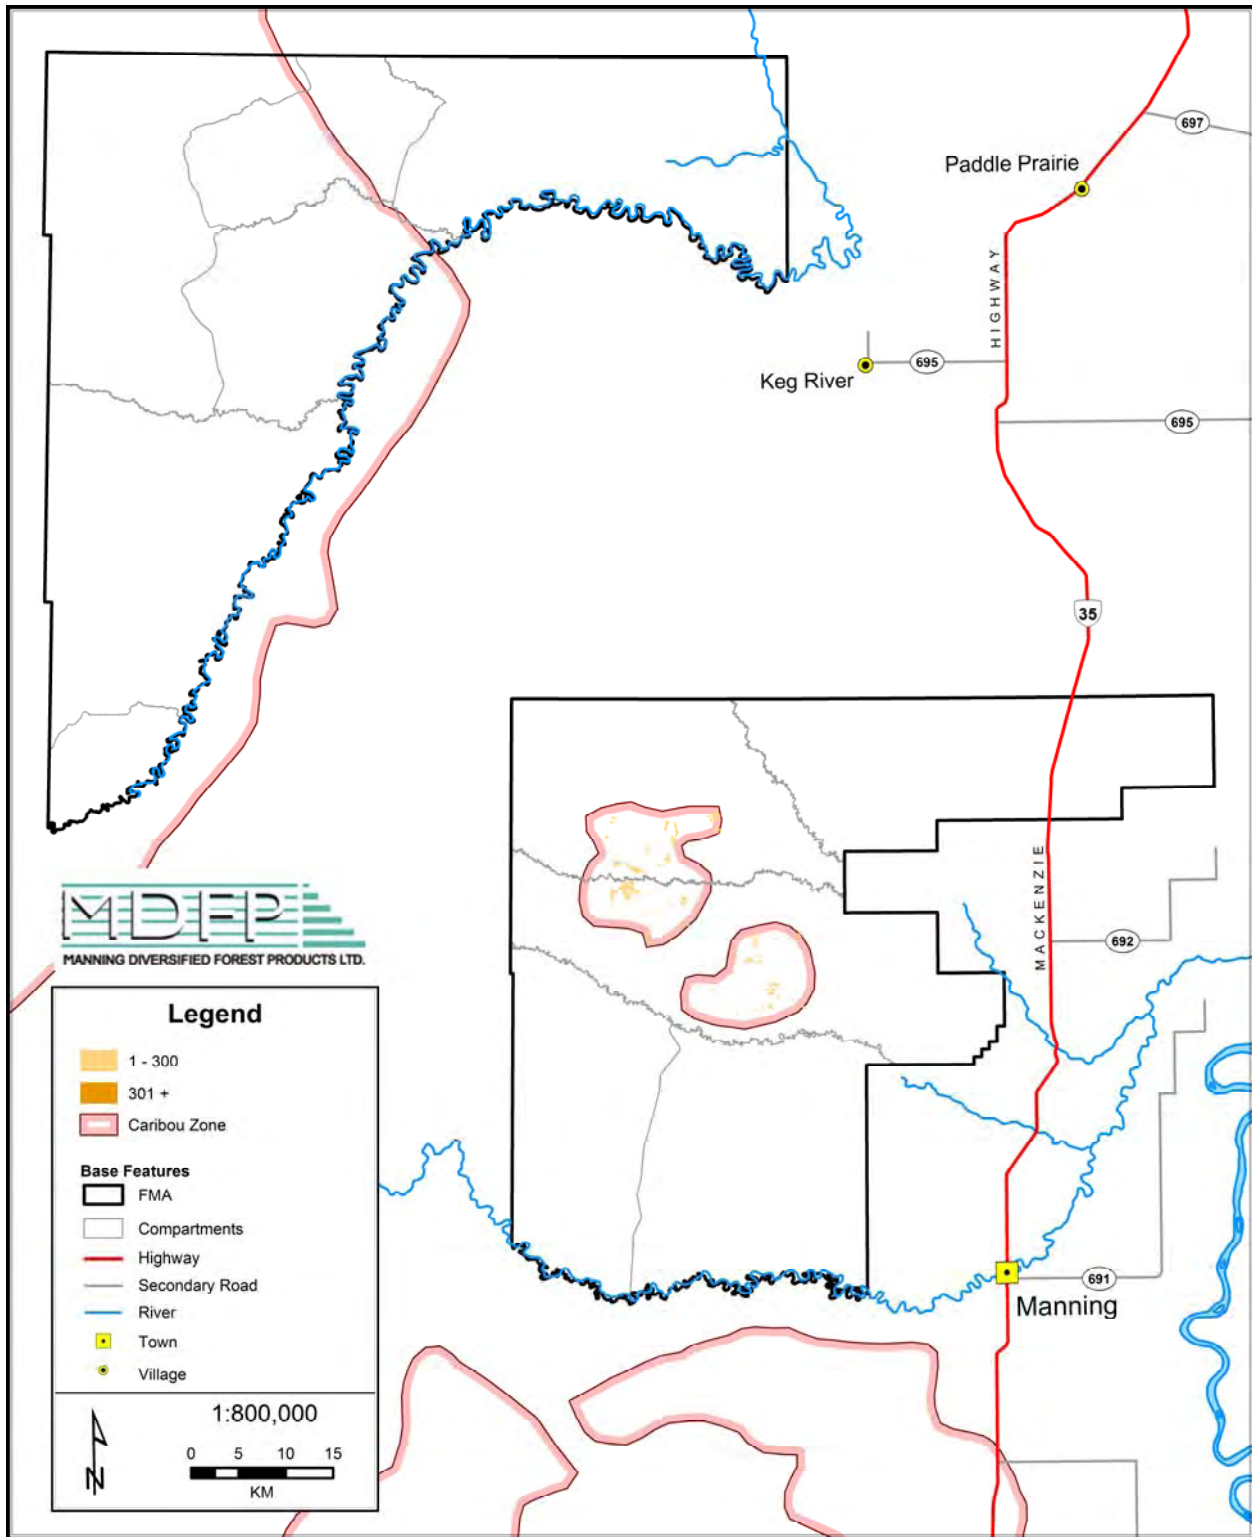 697
Paddle Prairie
HIGHWAY
695
Keg River
695
35
MACKENZIE
MDFP
MANNING DIVERSIFIED FOREST PRODUCTS LTD.
692
Legend
1 - 300
301 +
Caribou Zone
Base Features
FMA
Compartments
Highway
Secondary Road
River
Town
Village
691
Manning
1:800,000
0 5 10 15
KM
N